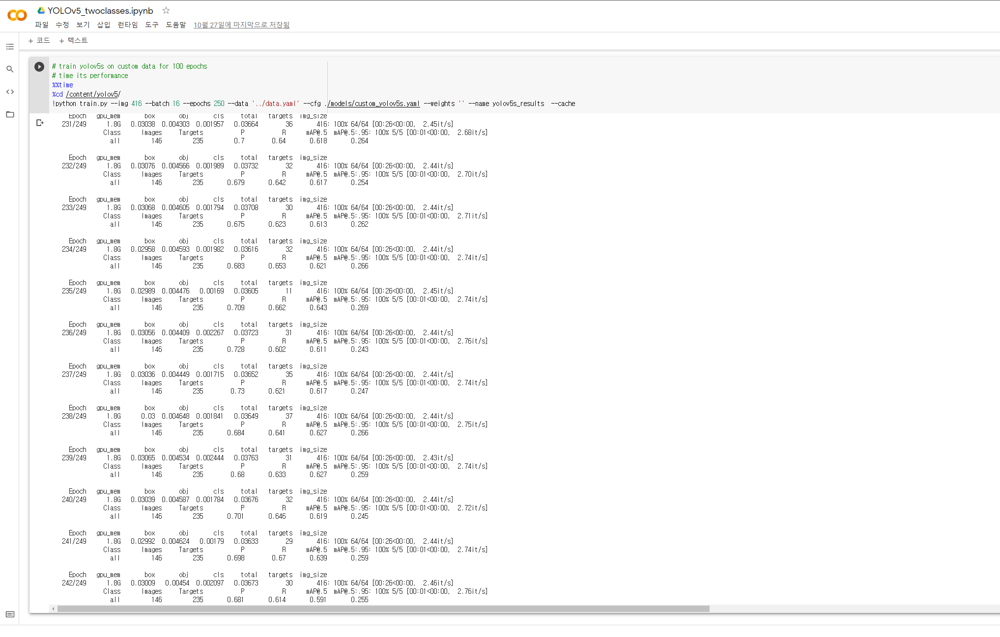 YOLOv5_twoclasses.ipynb
파일 수정 보기 삽입 런타임 도구 도움말 10월 27일에 마지막으로 저장됨
+ 코드 + 텍스트
# train yolov5s on custom data for 100 epochs
# time its performance
%%time
%cd /content/yolov5/
!python train.py --img 416 --batch 16 --epochs 250 --data '../data.yaml' --cfg ./models/custom_yolov5s.yaml --weights '' --name yolov5s_results --cache
Epoch gpu_mem box obj cls total targets img_size
231/249 1.8G 0.03038 0.004303 0.001957 0.03664 36 416: 100% 64/64 [00:26<00:00, 2.45it/s]
Class Images Targets P R mAP@.5 mAP@.5:.95: 100% 5/5 [00:01<00:00, 2.68it/s]
all 146 235 0.7 0.64 0.618 0.264
Epoch gpu_mem box obj cls total targets img_size
232/249 1.8G 0.03076 0.004566 0.001989 0.03732 32 416: 100% 64/64 [00:26<00:00, 2.44it/s]
Class Images Targets P R mAP@.5 mAP@.5:.95: 100% 5/5 [00:01<00:00, 2.70it/s]
all 146 235 0.679 0.642 0.617 0.254
Epoch gpu_mem box obj cls total targets img_size
233/249 1.8G 0.03068 0.004605 0.001794 0.03708 30 416: 100% 64/64 [00:26<00:00, 2.44it/s]
Class Images Targets P R mAP@.5 mAP@.5:.95: 100% 5/5 [00:01<00:00, 2.71it/s]
all 146 235 0.675 0.623 0.613 0.262
Epoch gpu_mem box obj cls total targets img_size
234/249 1.8G 0.02958 0.004593 0.001982 0.03616 32 416: 100% 64/64 [00:26<00:00, 2.44it/s]
Class Images Targets P R mAP@.5 mAP@.5:.95: 100% 5/5 [00:01<00:00, 2.74it/s]
all 146 235 0.683 0.653 0.621 0.266
Epoch gpu_mem box obj cls total targets img_size
235/249 1.8G 0.02989 0.004476 0.00169 0.03605 11 416: 100% 64/64 [00:26<00:00, 2.45it/s]
Class Images Targets P R mAP@.5 mAP@.5:.95: 100% 5/5 [00:01<00:00, 2.74it/s]
all 146 235 0.709 0.662 0.643 0.269
Epoch gpu_mem box obj cls total targets img_size
236/249 1.8G 0.03056 0.004409 0.002267 0.03723 31 416: 100% 64/64 [00:26<00:00, 2.44it/s]
Class Images Targets P R mAP@.5 mAP@.5:.95: 100% 5/5 [00:01<00:00, 2.76it/s]
all 146 235 0.728 0.602 0.611 0.243
Epoch gpu_mem box obj cls total targets img_size
237/249 1.8G 0.03036 0.004449 0.001715 0.03652 35 416: 100% 64/64 [00:26<00:00, 2.44it/s]
Class Images Targets P R mAP@.5 mAP@.5:.95: 100% 5/5 [00:01<00:00, 2.74it/s]
all 146 235 0.73 0.621 0.617 0.247
Epoch gpu_mem box obj cls total targets img_size
238/249 1.8G 0.03 0.004648 0.001841 0.03649 37 416: 100% 64/64 [00:26<00:00, 2.44it/s]
Class Images Targets P R mAP@.5 mAP@.5:.95: 100% 5/5 [00:01<00:00, 2.75it/s]
all 146 235 0.684 0.641 0.627 0.266
Epoch gpu_mem box obj cls total targets img_size
239/249 1.8G 0.03065 0.004534 0.002444 0.03763 31 416: 100% 64/64 [00:26<00:00, 2.43it/s]
Class Images Targets P R mAP@.5 mAP@.5:.95: 100% 5/5 [00:01<00:00, 2.74it/s]
all 146 235 0.68 0.633 0.627 0.259
Epoch gpu_mem box obj cls total targets img_size
240/249 1.8G 0.03039 0.004587 0.001784 0.03676 32 416: 100% 64/64 [00:26<00:00, 2.44it/s]
Class Images Targets P R mAP@.5 mAP@.5:.95: 100% 5/5 [00:01<00:00, 2.72it/s]
all 146 235 0.701 0.646 0.619 0.245
Epoch gpu_mem box obj cls total targets img_size
241/249 1.8G 0.02992 0.004624 0.00179 0.03633 29 416: 100% 64/64 [00:26<00:00, 2.44it/s]
Class Images Targets P R mAP@.5 mAP@.5:.95: 100% 5/5 [00:01<00:00, 2.74it/s]
all 146 235 0.698 0.67 0.639 0.259
Epoch gpu_mem box obj cls total targets img_size
242/249 1.8G 0.03009 0.00454 0.002097 0.03673 30 416: 100% 64/64 [00:26<00:00, 2.46it/s]
Class Images Targets P R mAP@.5 mAP@.5:.95: 100% 5/5 [00:01<00:00, 2.76it/s]
all 146 235 0.681 0.614 0.591 0.255